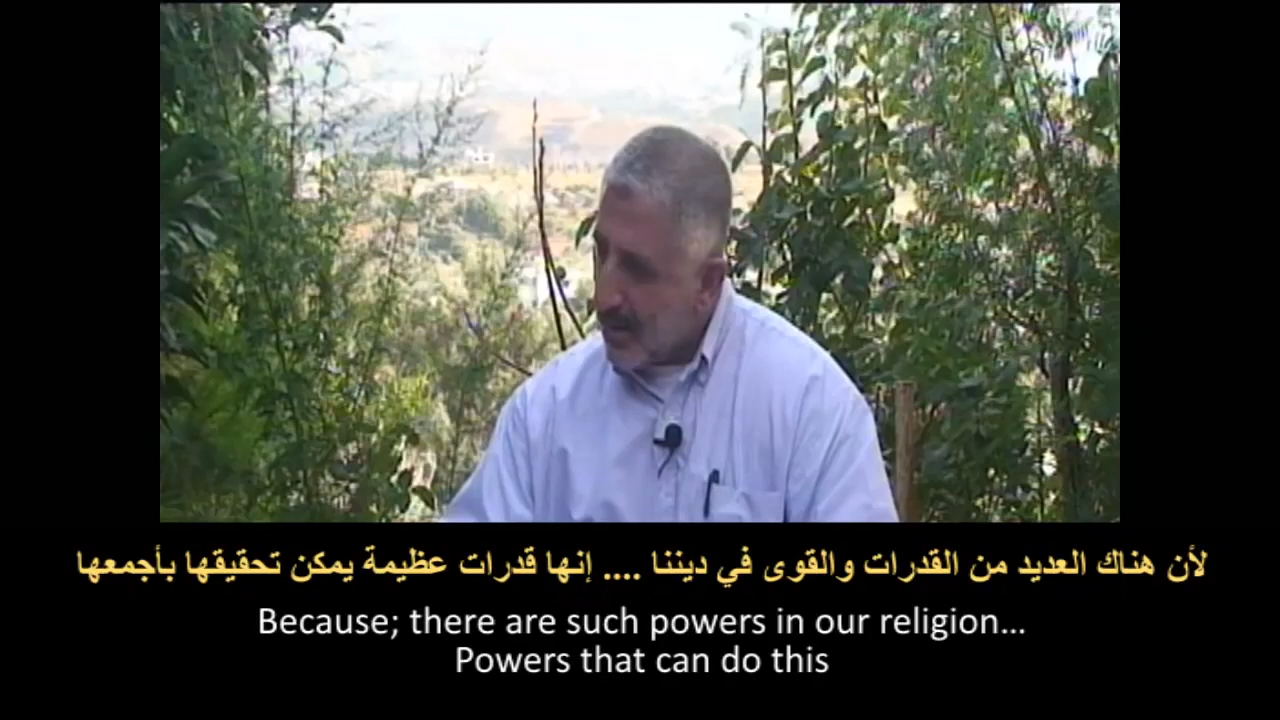 لأن هناك العديد من القدرات والقوى في ديننا .... إنها قدرات عظيمة يمكن تحقيقها بأجمعها
Because; there are such powers in our religion...
Powers that can do this